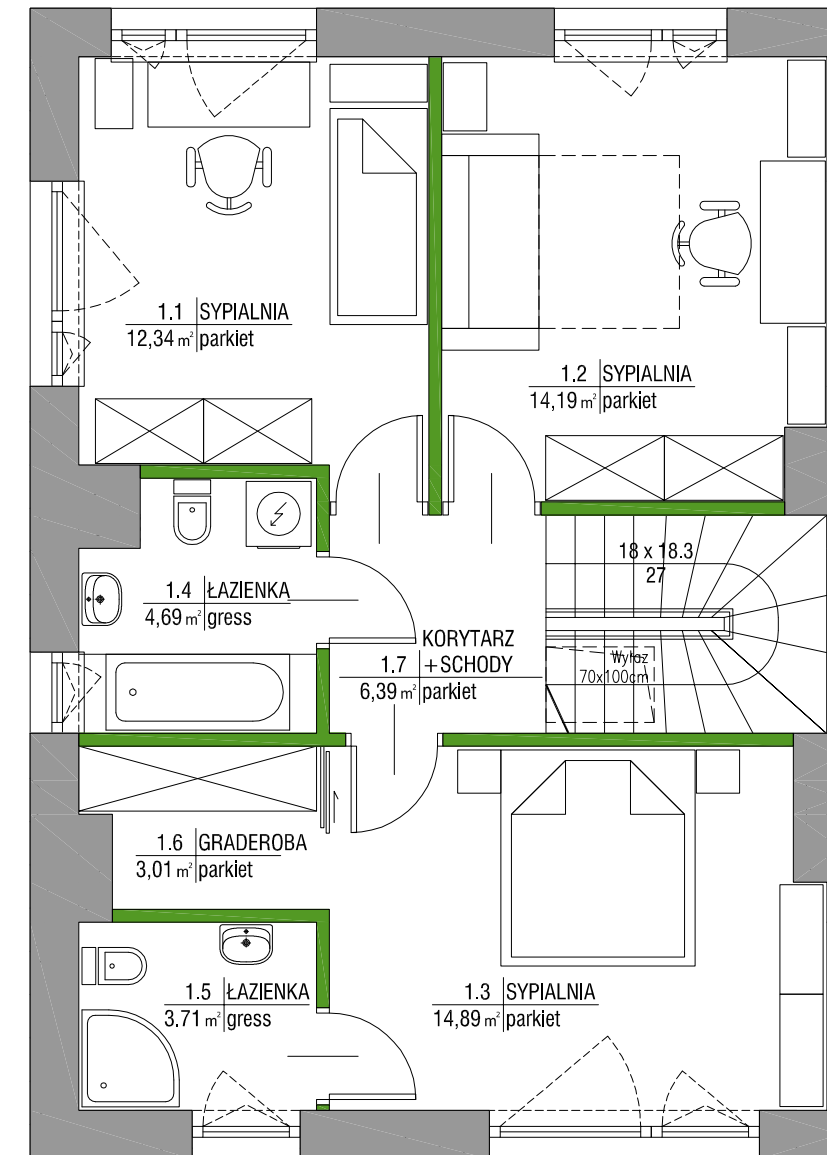 1.1 SYPIALNIA
12,34 m² parkiet
1.2 SYPIALNIA
14,19 m² parkiet
18 x 18.3
27
1.4 ŁAZIENKA
4,69 m² gress
KORYTARZ
1.7 +SCHODY
6,39 m² parkiet
Wyłaz
70x100cm
1.6 GRADEROBA
3,01 m² parkiet
1.5 ŁAZIENKA
3.71 m² gress
1.3 SYPIALNIA
14,89 m² parkiet